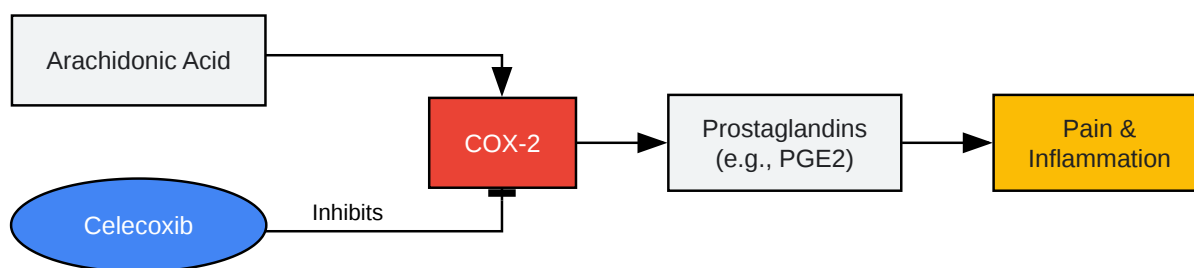 Arachidonic Acid
COX-2
Prostaglandins
(e.g., PGE2)
Pain &
Inflammation
Celecoxib
Inhibits